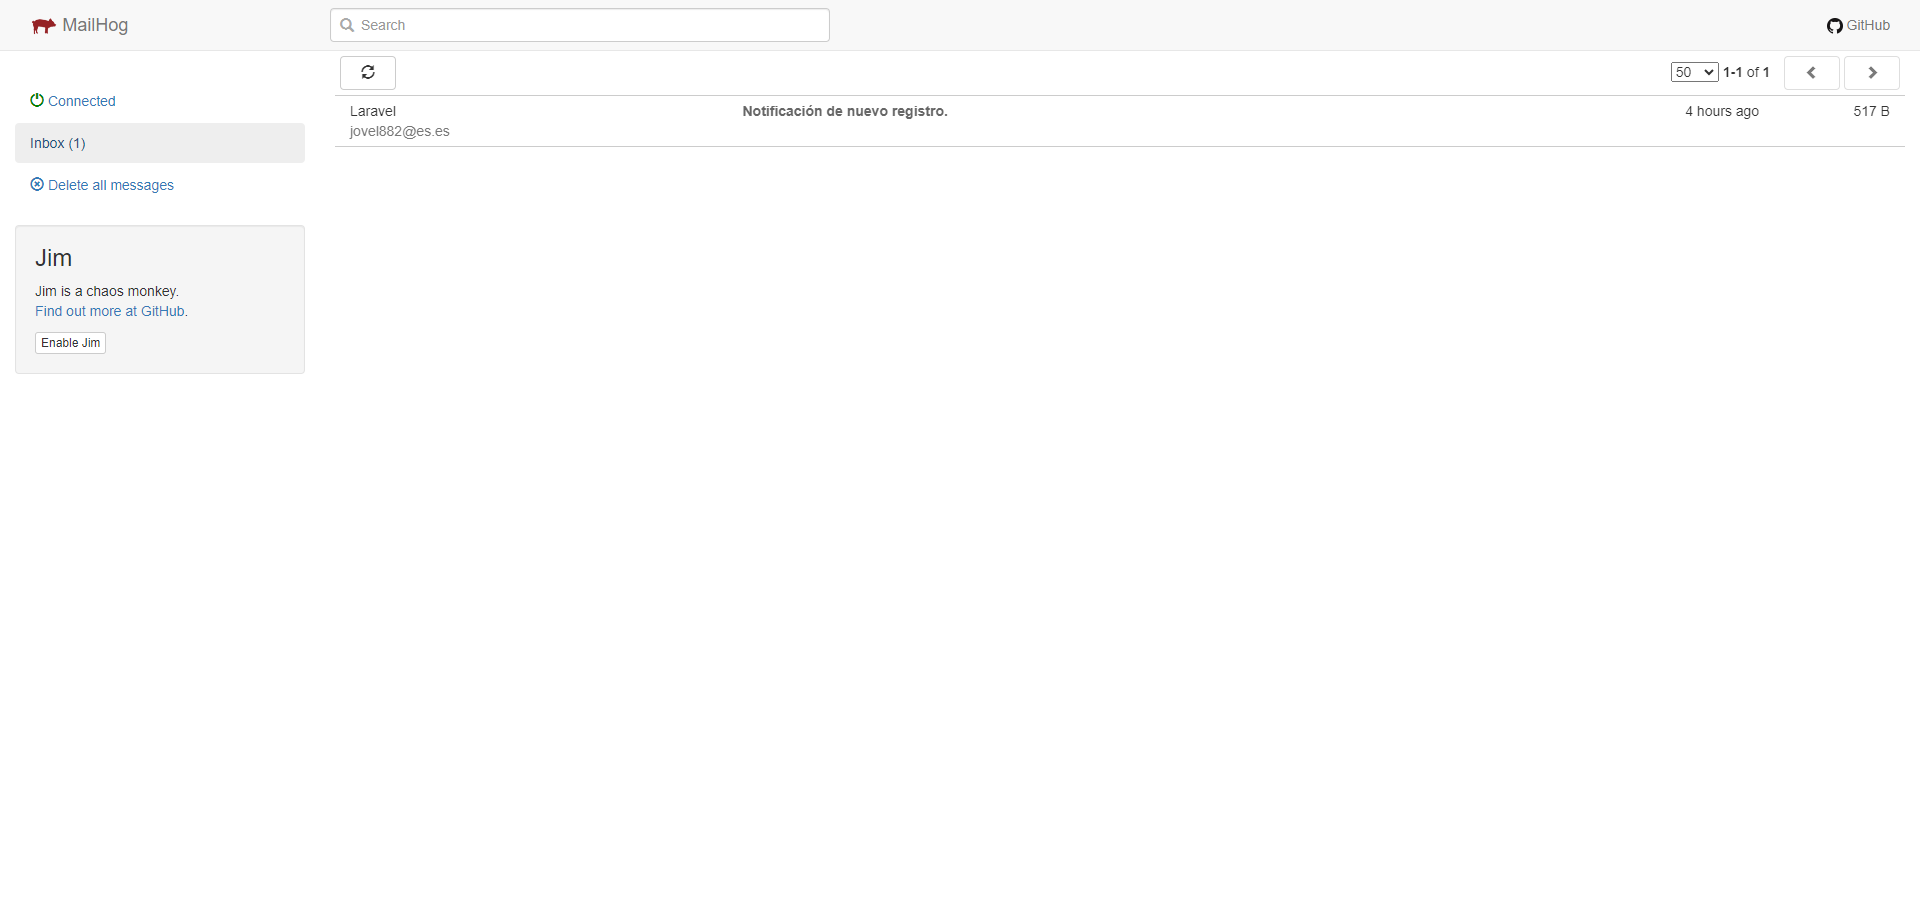 MailHog
Search
GitHub
50 1-1 of 1
Connected
Inbox (1)
Delete all messages
Laravel Notificación de nuevo registro. 4 hours ago 517 B
jovel882@es.es
Jim
Jim is a chaos monkey.
Find out more at GitHub.
Enable Jim